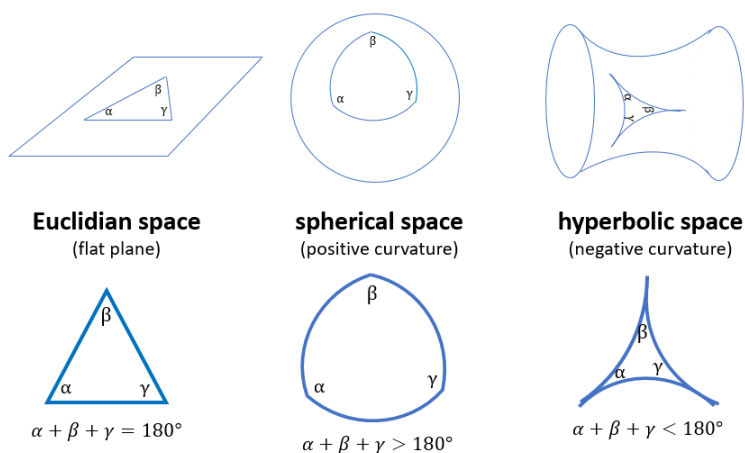 β
α
γ
β
α
γ
α
β
γ
Euclidian space
(flat plane)
spherical space
(positive curvature)
hyperbolic space
(negative curvature)
β
α
γ
α + β + γ = 180°
β
α
γ
α + β + γ > 180°
β
α
γ
α + β + γ < 180°